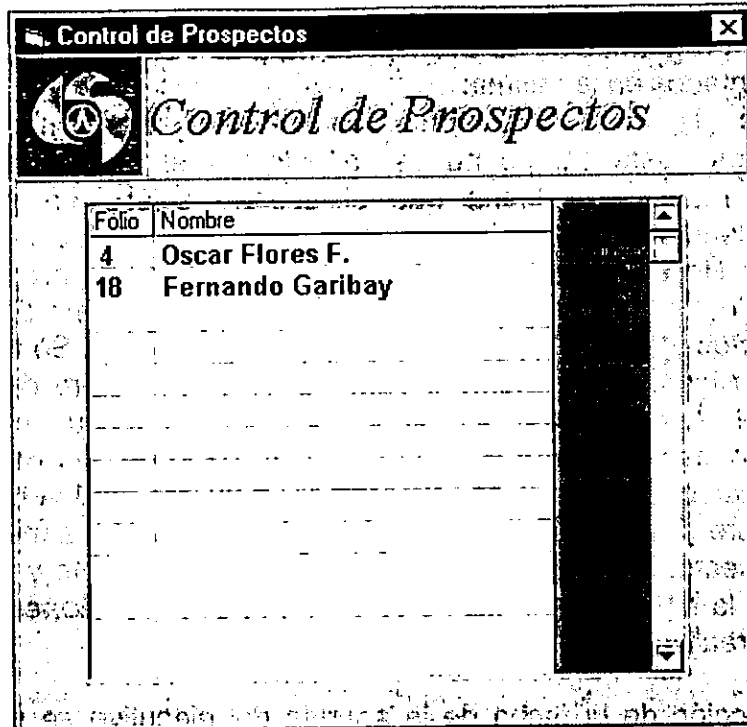 Control de Prospectos
Control de Prospectos
Folio Nombre
4 Oscar Flores F.
18 Fernando Garibay